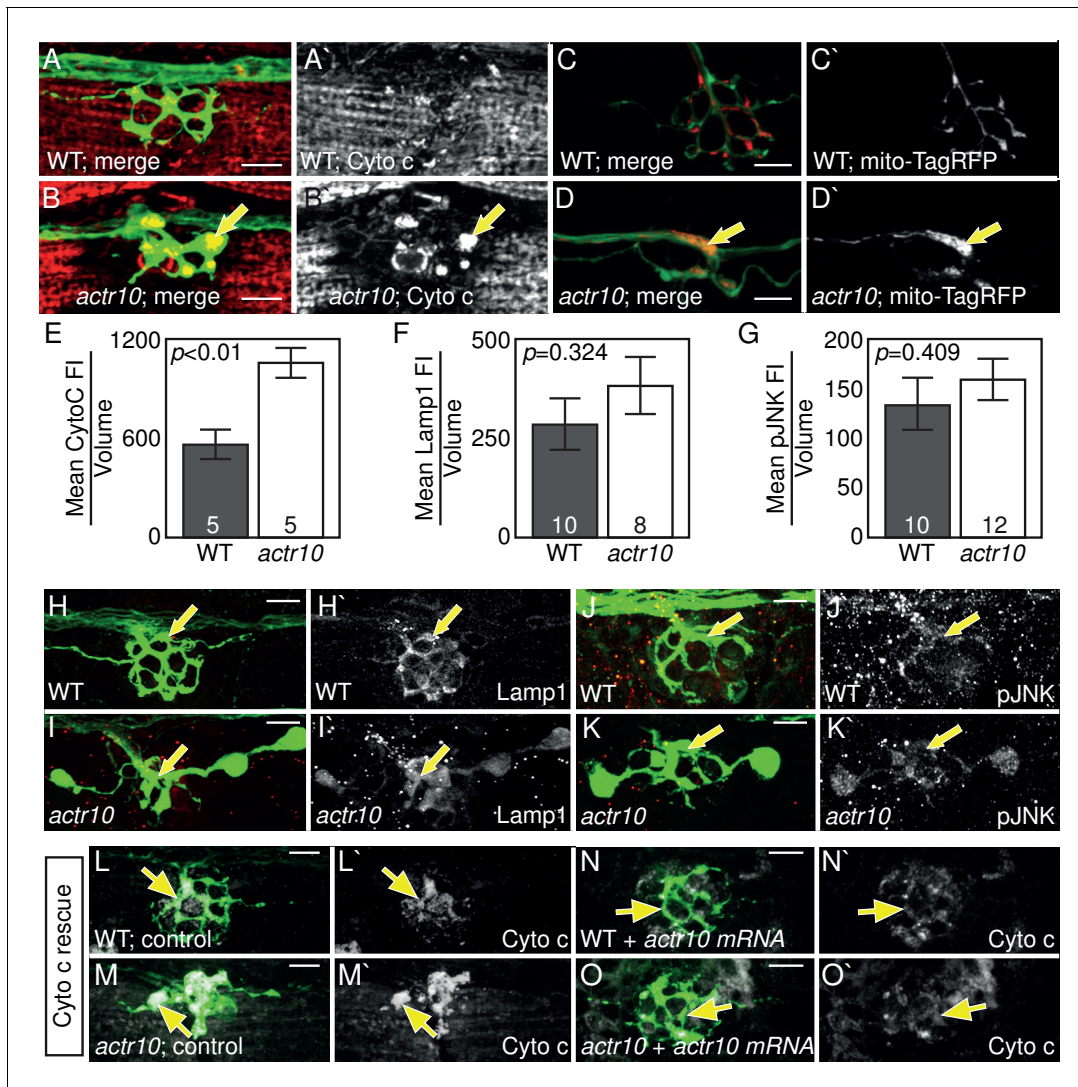 A
WT; merge
A`
WT; Cyto c
C
WT; merge
C`
WT; mito-TagRFP
B
actr10; merge
B`
actr10; Cyto c
D
actr10; merge
D`
actr10; mito-TagRFP
E
Mean CytoC FI
Volume
1200
600
0
p<0.01
5
5
WT
actr10
F
Mean Lamp1 FI
Volume
500
250
0
p=0.324
10
8
WT
actr10
G
Mean pJNK FI
Volume
200
150
100
50
0
p=0.409
10
12
WT
actr10
H
WT
H`
Lamp1
J
WT
J`
pJNK
I
actr10
I`
Lamp1
K
actr10
K`
pJNK
Cyto c rescue
L
WT; control
L`
Cyto c
N
WT + actr10 mRNA
N`
Cyto c
M
actr10; control
M`
Cyto c
O
actr10 + actr10 mRNA
O`
Cyto c